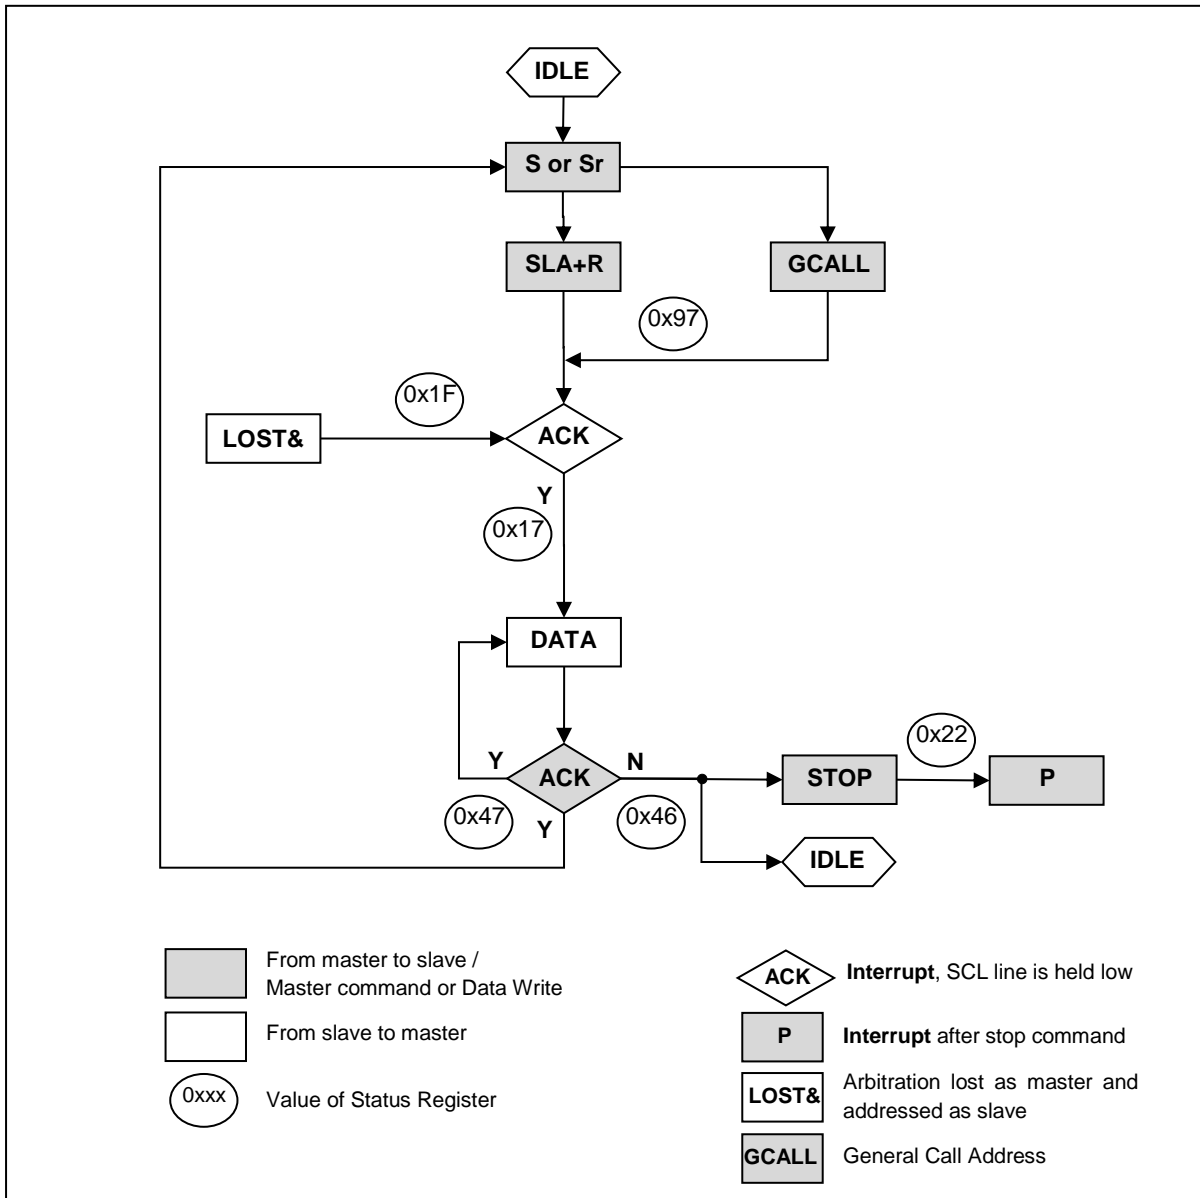 IDLE
S or Sr
SLA+R
GCALL
0x97
0x1F
LOST&
ACK
Y
0x17
DATA
0x22
Y
ACK
N
STOP
P
0x47
Y
0x46
IDLE
From master to slave /
Master command or Data Write
From slave to master
0xxx
Value of Status Register
ACK
Interrupt, SCL line is held low
P
Interrupt after stop command
LOST&
Arbitration lost as master and
addressed as slave
GCALL
General Call Address